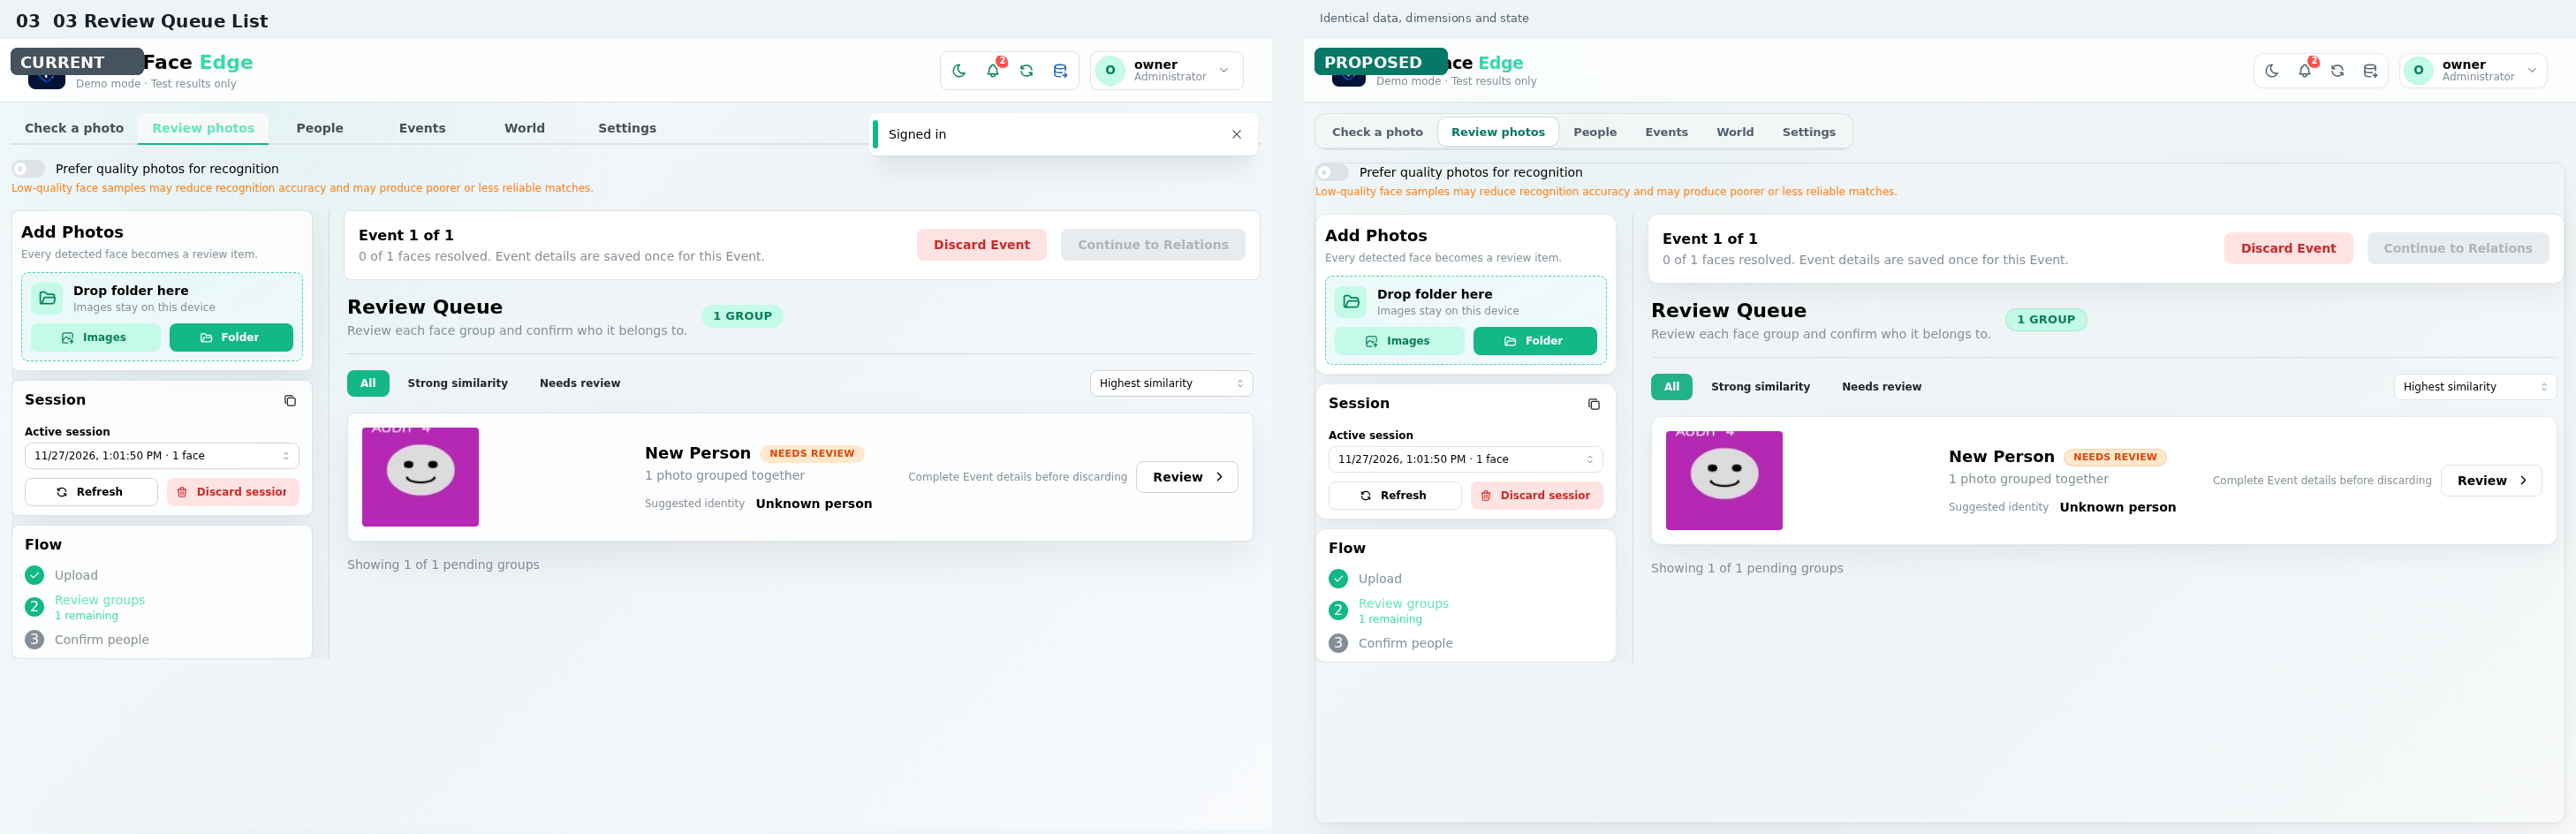 03 03 Review Queue List
CURRENT
Face Edge
Demo mode · Test results only
2
O
owner
Administrator
Check a photo
Review photos
People
Events
World
Settings
Signed in
Prefer quality photos for recognition
Low-quality face samples may reduce recognition accuracy and may produce poorer or less reliable matches.
Add Photos
Every detected face becomes a review item.
Drop folder here
Images stay on this device
Images
Folder
Session
Active session
11/27/2026, 1:01:50 PM · 1 face
Refresh
Discard session
Flow
Upload
2
Review groups
1 remaining
3
Confirm people
Event 1 of 1
0 of 1 faces resolved. Event details are saved once for this Event.
Discard Event
Continue to Relations
Review Queue
Review each face group and confirm who it belongs to.
1 GROUP
All
Strong similarity
Needs review
Highest similarity
AUDIT 4
New Person
NEEDS REVIEW
1 photo grouped together
Suggested identity Unknown person
Complete Event details before discarding
Review
Showing 1 of 1 pending groups
Identical data, dimensions and state
PROPOSED
ace Edge
Demo mode · Test results only
2
O
owner
Administrator
Check a photo
Review photos
People
Events
World
Settings
Prefer quality photos for recognition
Low-quality face samples may reduce recognition accuracy and may produce poorer or less reliable matches.
Add Photos
Every detected face becomes a review item.
Drop folder here
Images stay on this device
Images
Folder
Session
Active session
11/27/2026, 1:01:50 PM · 1 face
Refresh
Discard session
Flow
Upload
2
Review groups
1 remaining
3
Confirm people
Event 1 of 1
0 of 1 faces resolved. Event details are saved once for this Event.
Discard Event
Continue to Relations
Review Queue
Review each face group and confirm who it belongs to.
1 GROUP
All
Strong similarity
Needs review
Highest similarity
AUDIT 4
New Person
NEEDS REVIEW
1 photo grouped together
Suggested identity Unknown person
Complete Event details before discarding
Review
Showing 1 of 1 pending groups